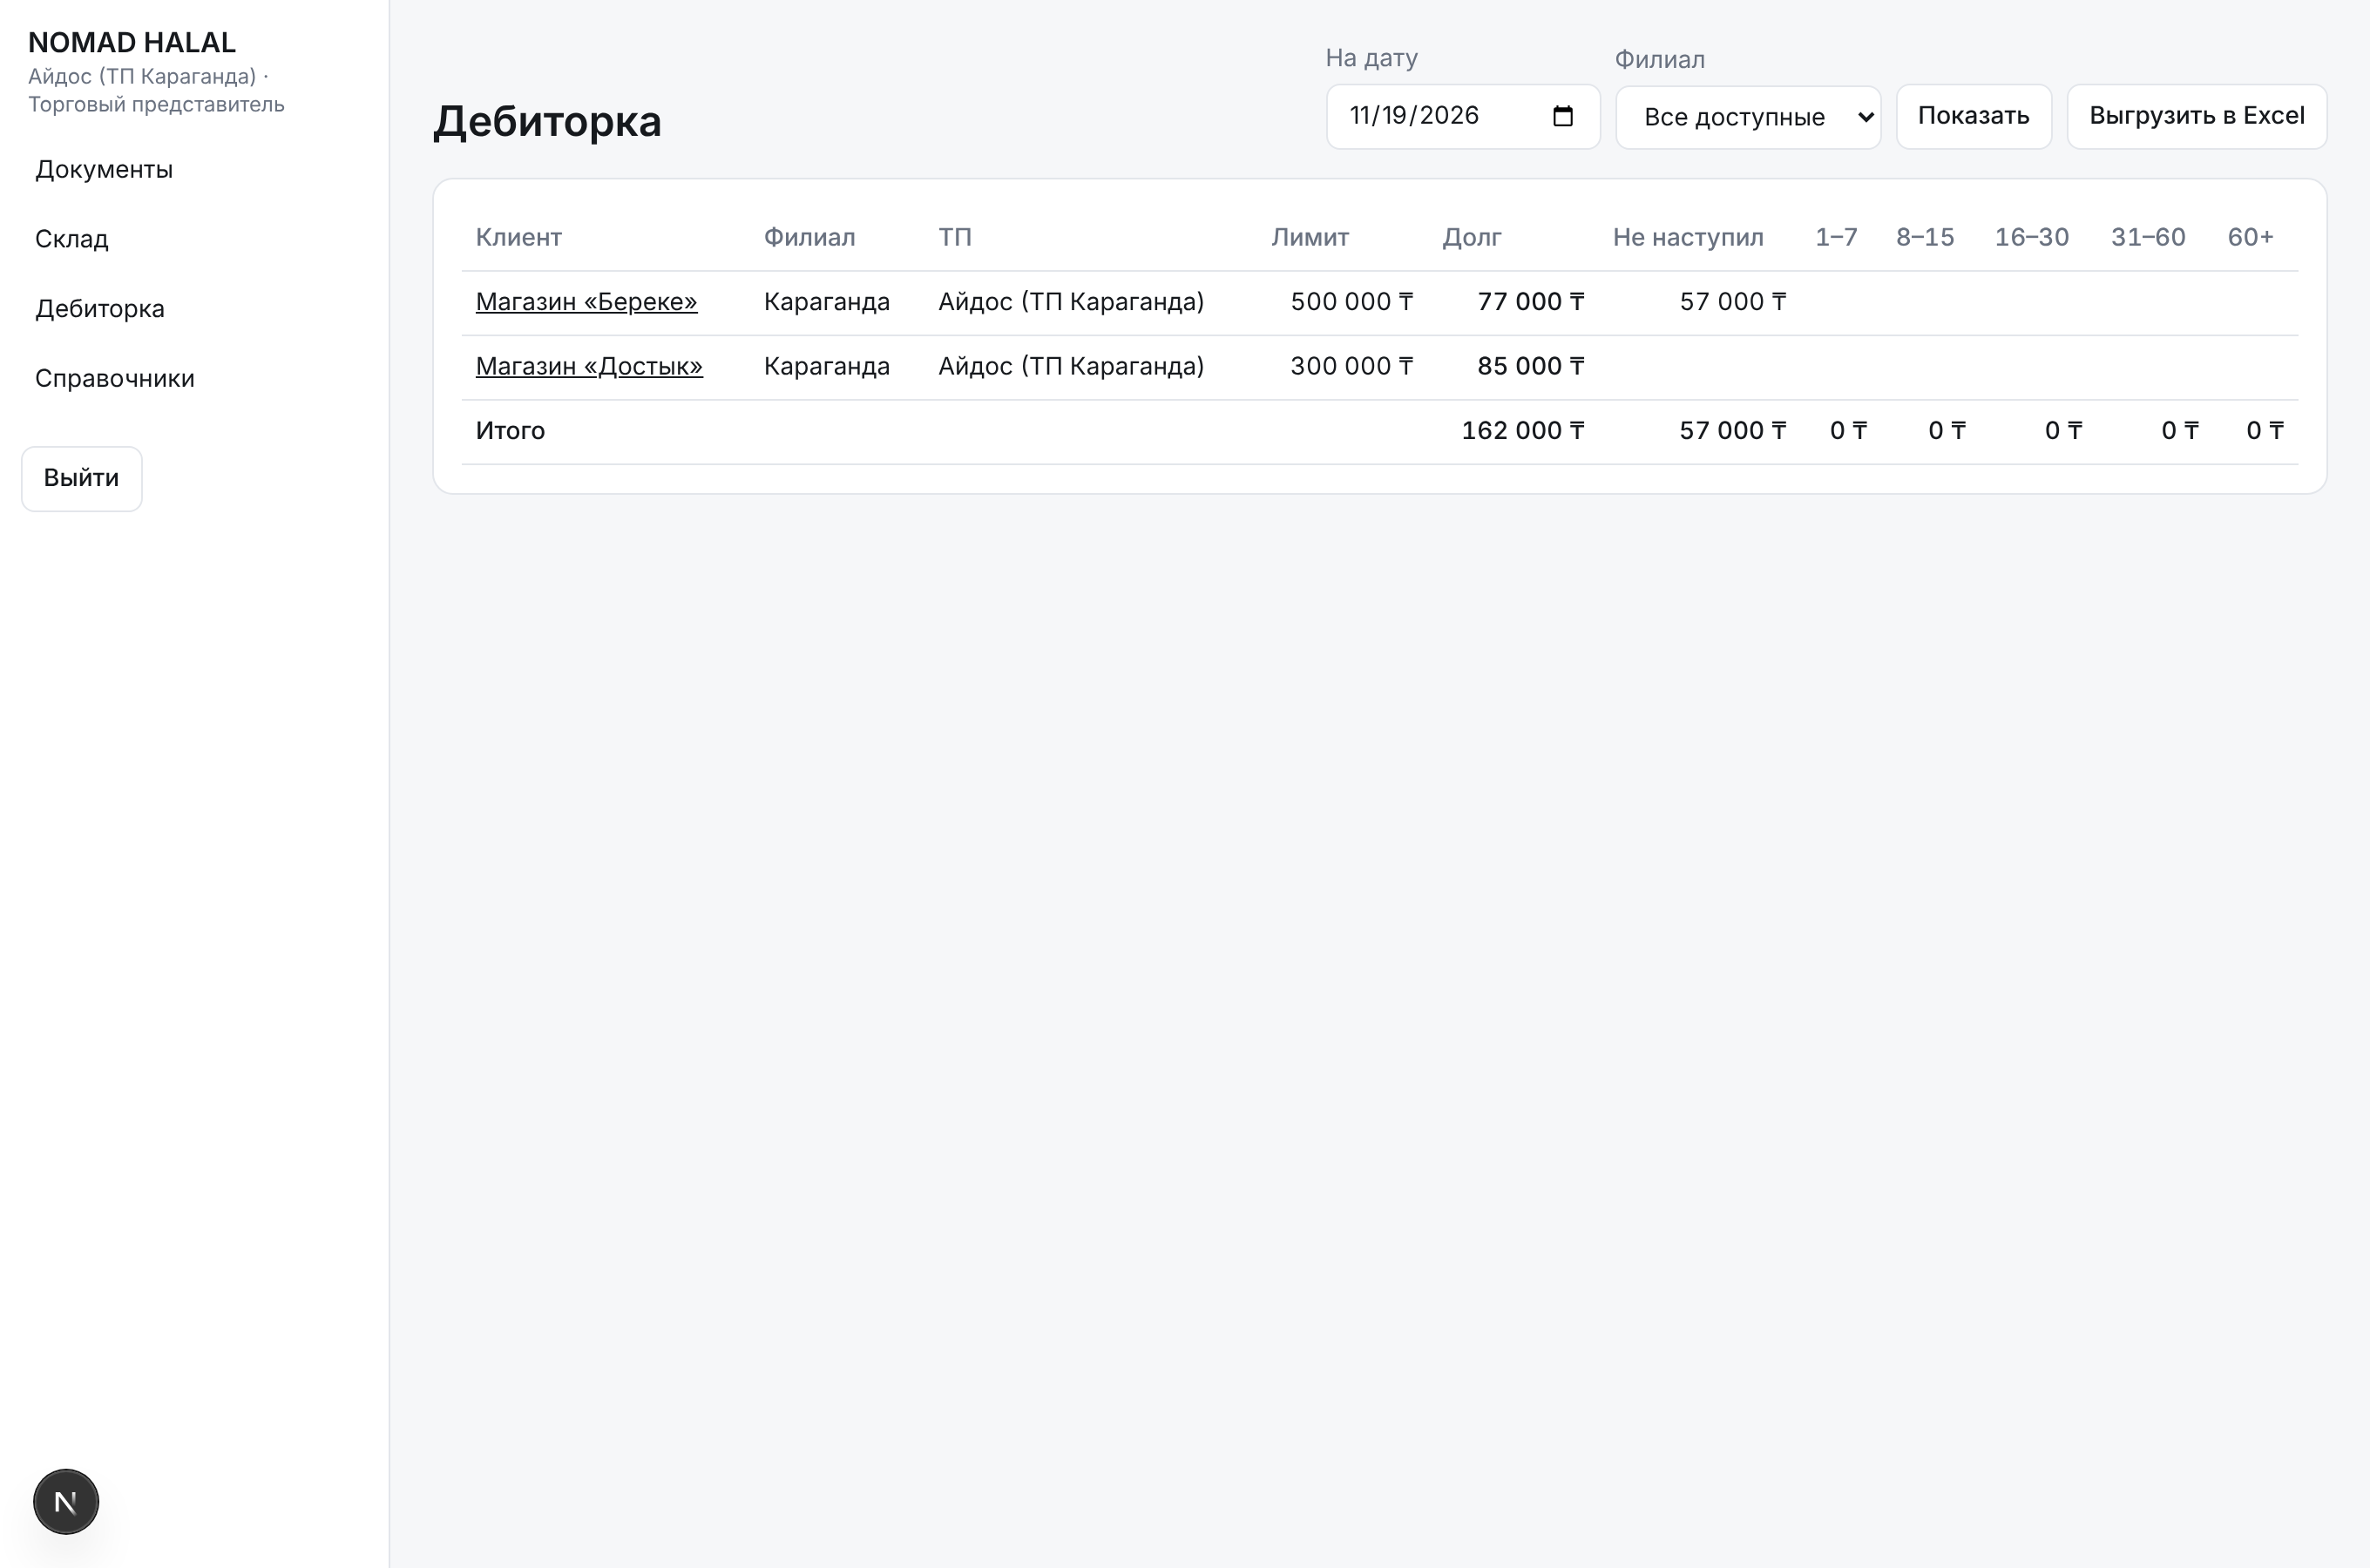 NOMAD HALAL
Айдос (ТП Караганда) ·
Торговый представитель
Документы
Склад
Дебиторка
Справочники
Выйти
Дебиторка
На дату
11/19/2026
Филиал
Все доступные
Показать
Выгрузить в Excel
Клиент Филиал ТП Лимит Долг Не наступил 1–7 8–15 16–30 31–60 60+
Магазин «Береке» Караганда Айдос (ТП Караганда) 500 000 ₸ 77 000 ₸ 57 000 ₸
Магазин «Достык» Караганда Айдос (ТП Караганда) 300 000 ₸ 85 000 ₸
Итого 162 000 ₸ 57 000 ₸ 0 ₸ 0 ₸ 0 ₸ 0 ₸ 0 ₸
N